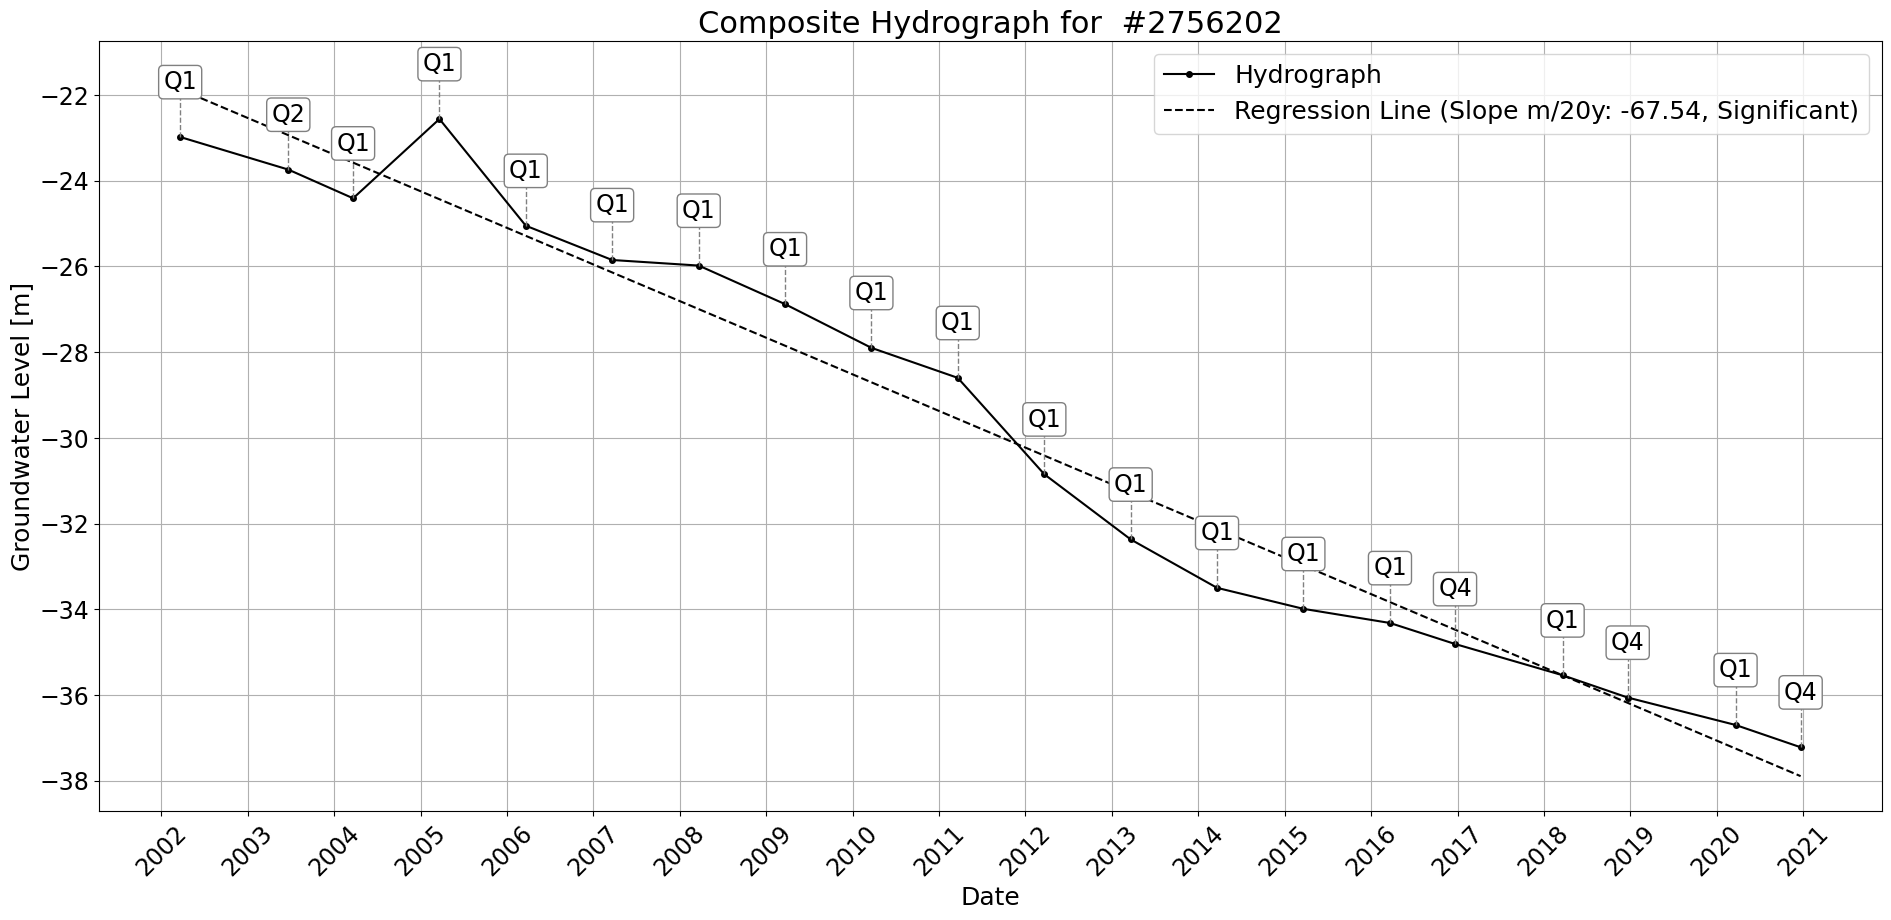 Composite Hydrograph for  #2756202
Hydrograph
Regression Line (Slope m/20y: -67.54, Significant)
Groundwater Level [m]
−22
−24
−26
−28
−30
−32
−34
−36
−38
Q1
Q2
Q1
Q1
Q1
Q1
Q1
Q1
Q1
Q1
Q1
Q1
Q1
Q1
Q1
Q4
Q1
Q4
Q1
Q4
2002
2003
2004
2005
2006
2007
2008
2009
2010
2011
2012
2013
2014
2015
2016
2017
2018
2019
2020
2021
Date